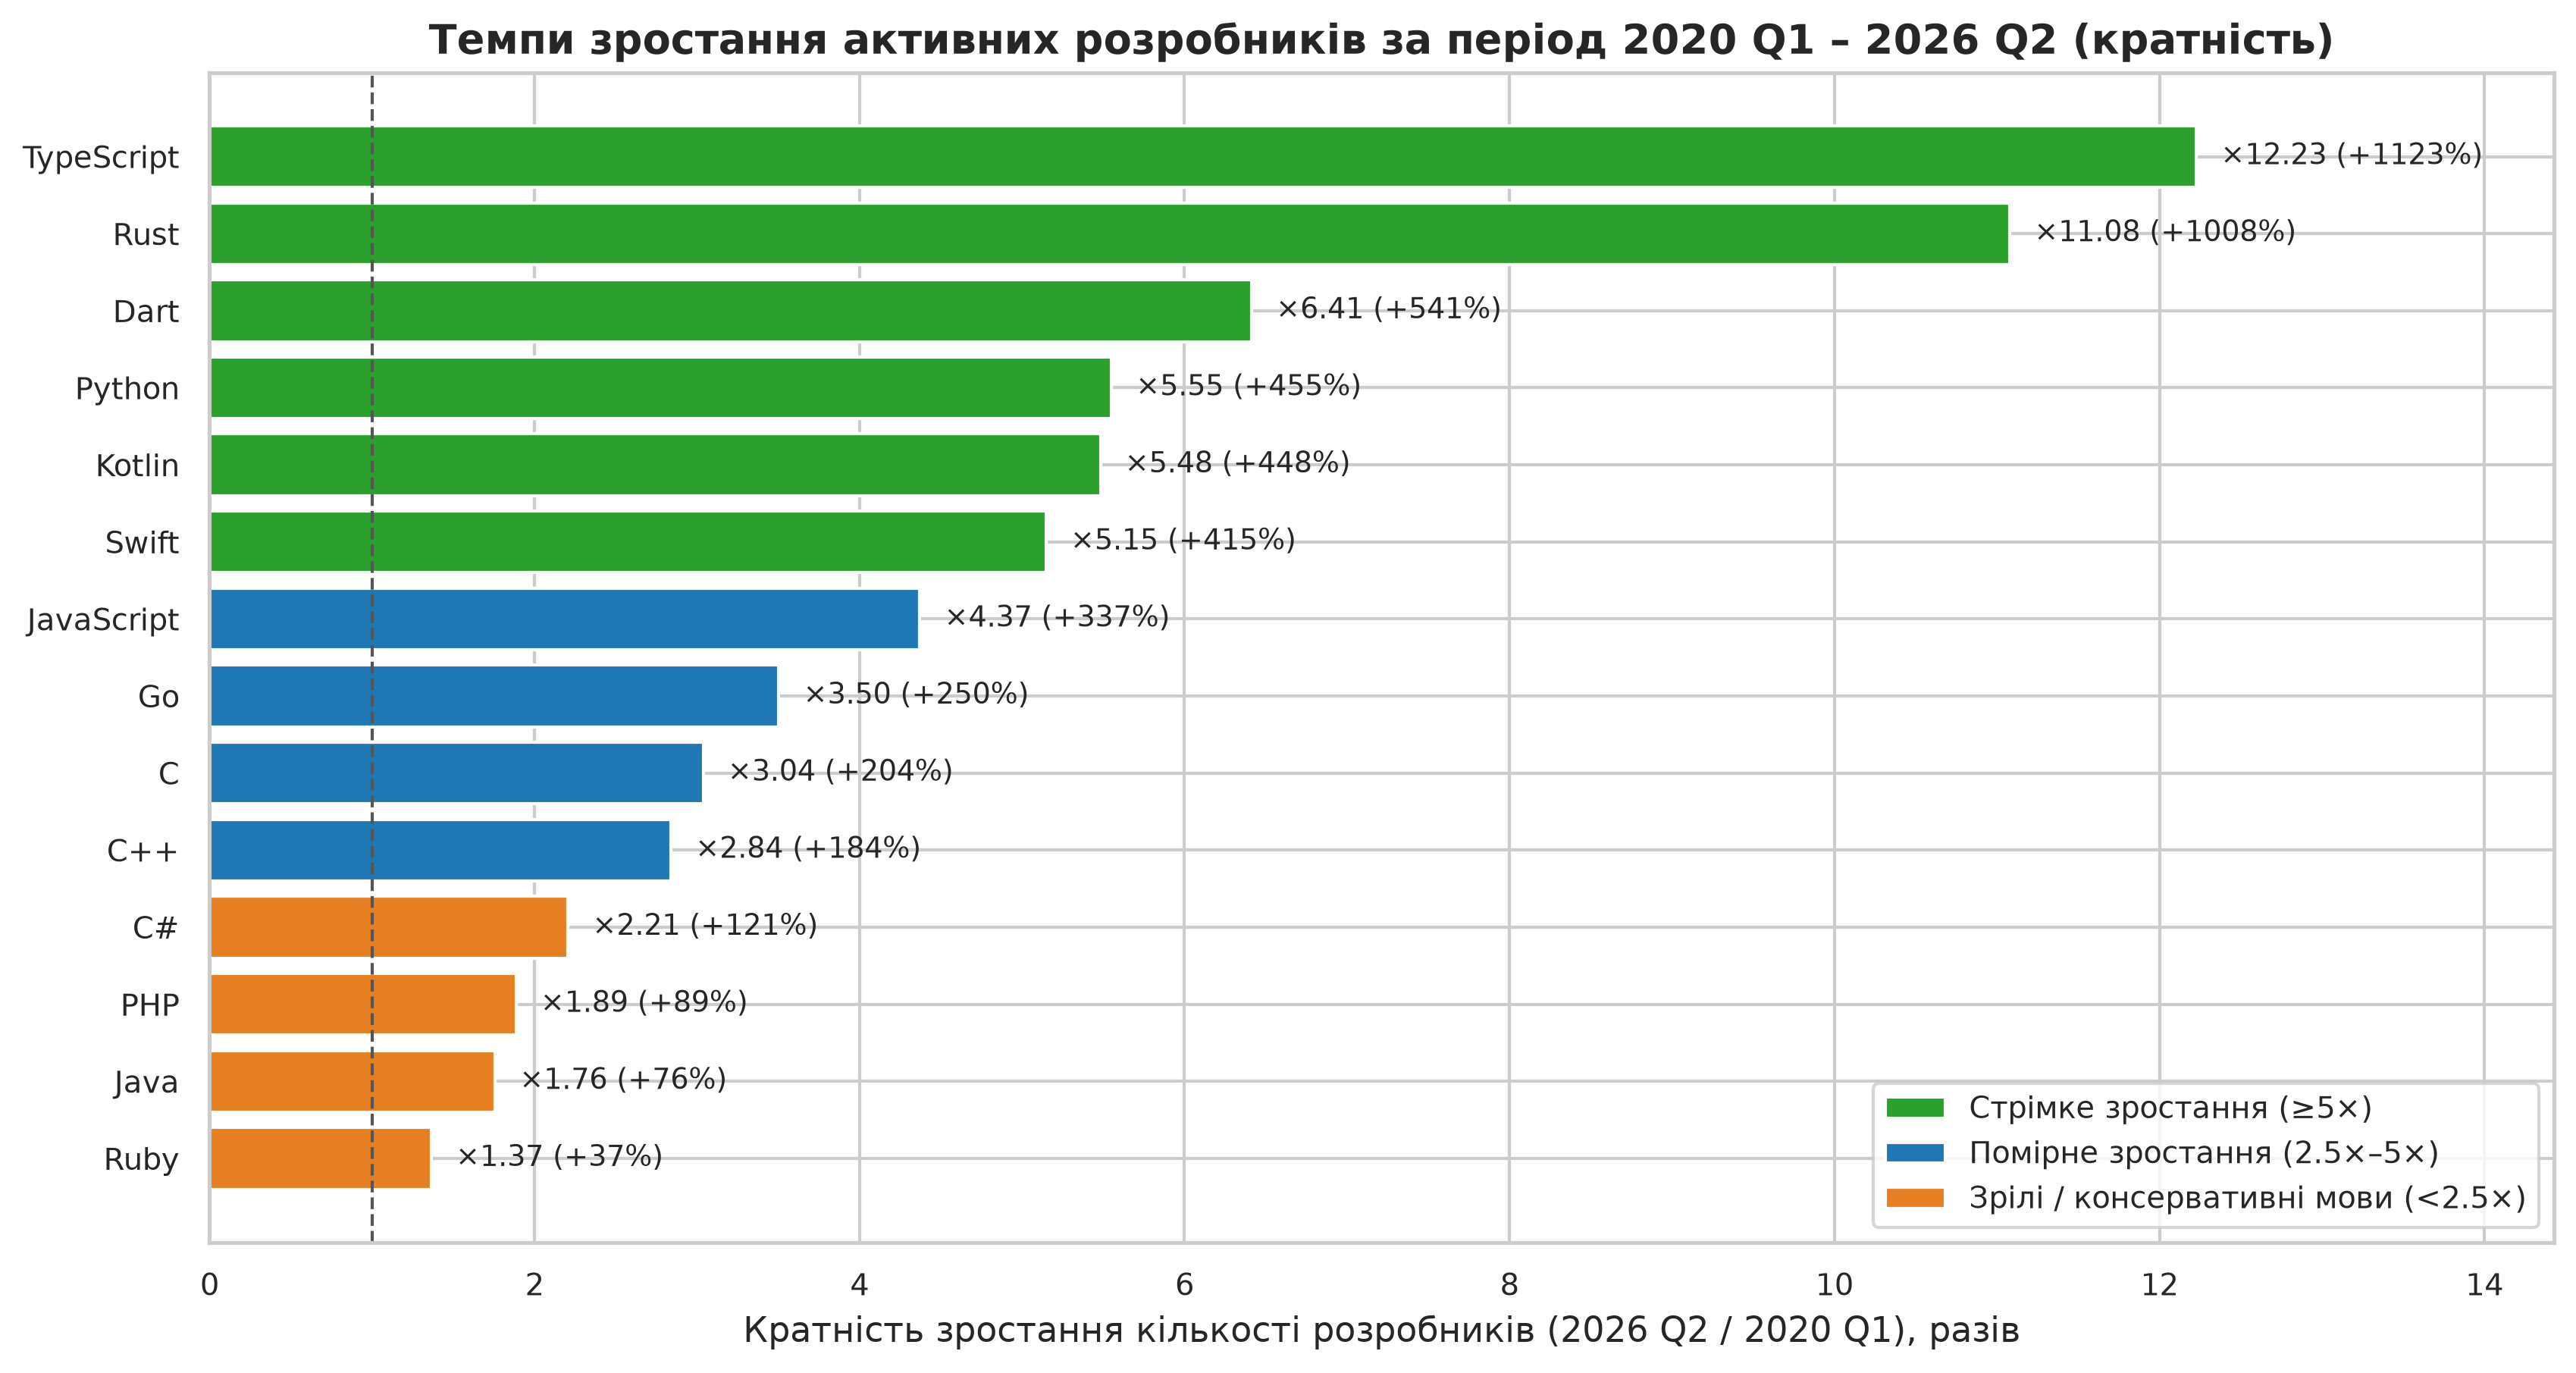 Темпи зростання активних розробників за період 2020 Q1 – 2026 Q2 (кратність)
TypeScript ×12.23 (+1123%)
Rust ×11.08 (+1008%)
Dart ×6.41 (+541%)
Python ×5.55 (+455%)
Kotlin ×5.48 (+448%)
Swift ×5.15 (+415%)
JavaScript ×4.37 (+337%)
Go ×3.50 (+250%)
C ×3.04 (+204%)
C++ ×2.84 (+184%)
C# ×2.21 (+121%)
PHP ×1.89 (+89%)
Java ×1.76 (+76%)
Ruby ×1.37 (+37%)
Стрімке зростання (≥5×)
Помірне зростання (2.5×–5×)
Зрілі / консервативні мови (<2.5×)
0 2 4 6 8 10 12 14
Кратність зростання кількості розробників (2026 Q2 / 2020 Q1), разів